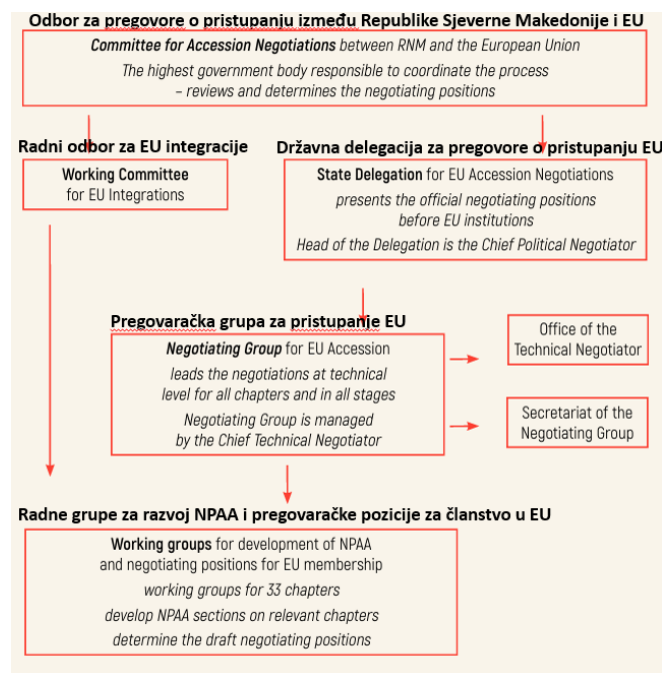 Odbor za pregovore o pristupanju između Republike Sjeverne Makedonije i EU
Committee for Accession Negotiations between RNM and the European Union
The highest government body responsible to coordinate the process
– reviews and determines the negotiating positions
Radni odbor za EU integracije
Working Committee
for EU Integrations
Državna delegacija za pregovore o pristupanju EU
State Delegation for EU Accession Negotiations
presents the official negotiating positions
before EU institutions
Head of the Delegation is the Chief Political Negotiator
Pregovaračka grupa za pristupanje EU
Negotiating Group for EU Accession
leads the negotiations at technical
level for all chapters and in all stages
Negotiating Group is managed
by the Chief Technical Negotiator
Office of the
Technical Negotiator
Secretariat of the
Negotiating Group
Radne grupe za razvoj NPAA i pregovaračke pozicije za članstvo u EU
Working groups for development of NPAA
and negotiating positions for EU membership
working groups for 33 chapters
develop NPAA sections on relevant chapters
determine the draft negotiating positions